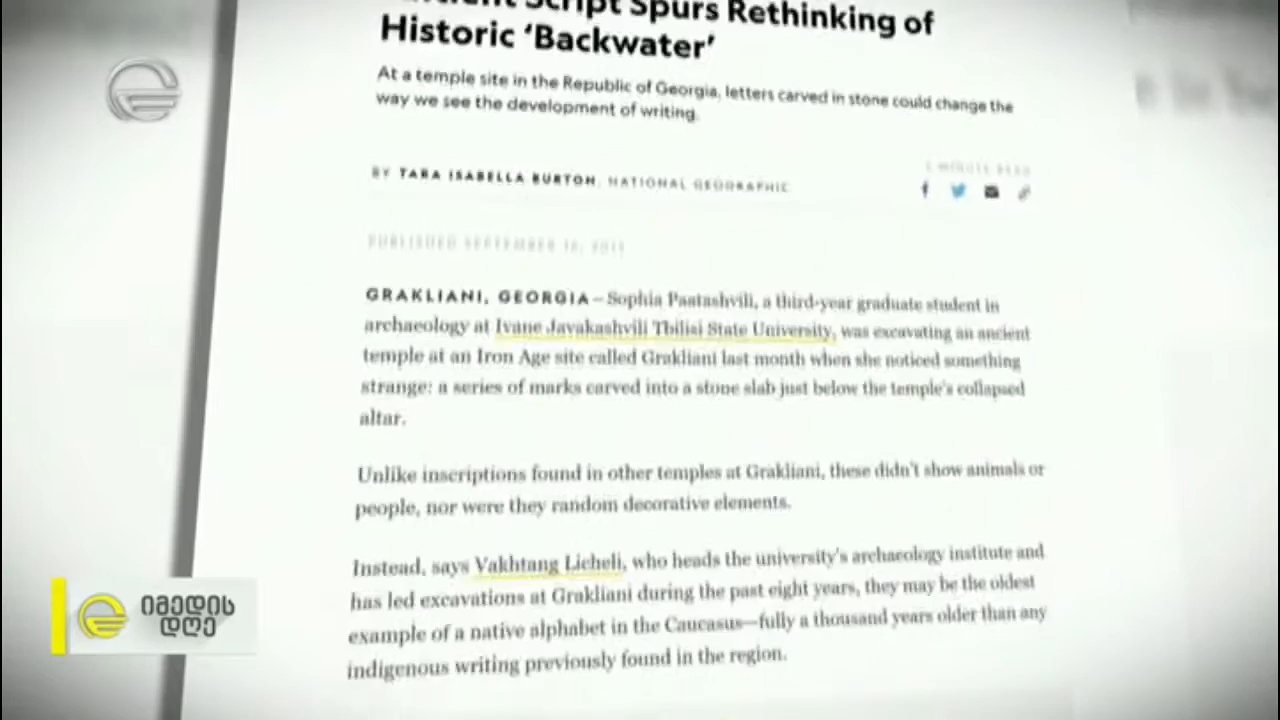 Script Spurs Rethinking of
Historic ‘Backwater’
At a temple site in the Republic of Georgia, letters carved in stone could change the
way we see the development of writing.
BY TARA ISABELLA BURTON, NATIONAL GEOGRAPHIC
PUBLISHED SEPTEMBER
GRAKLIANI, GEORGIA – Sophia Paatashvili, a third-year graduate student in
archaeology at Ivane Javakashvili Tbilisi State University, was excavating an ancient
temple at an Iron Age site called Grakliani last month when she noticed something
strange: a series of marks carved into a stone slab just below the temple's collapsed
altar.
Unlike inscriptions found in other temples at Grakliani, these didn't show animals or
people, nor were they random decorative elements.
Instead, says Vakhtang Licheli, who heads the university's archaeology institute and
has led excavations at Grakliani during the past eight years, they may be the oldest
example of a native alphabet in the Caucasus—fully a thousand years older than any
indigenous writing previously found in the region.
იმედის
დღე